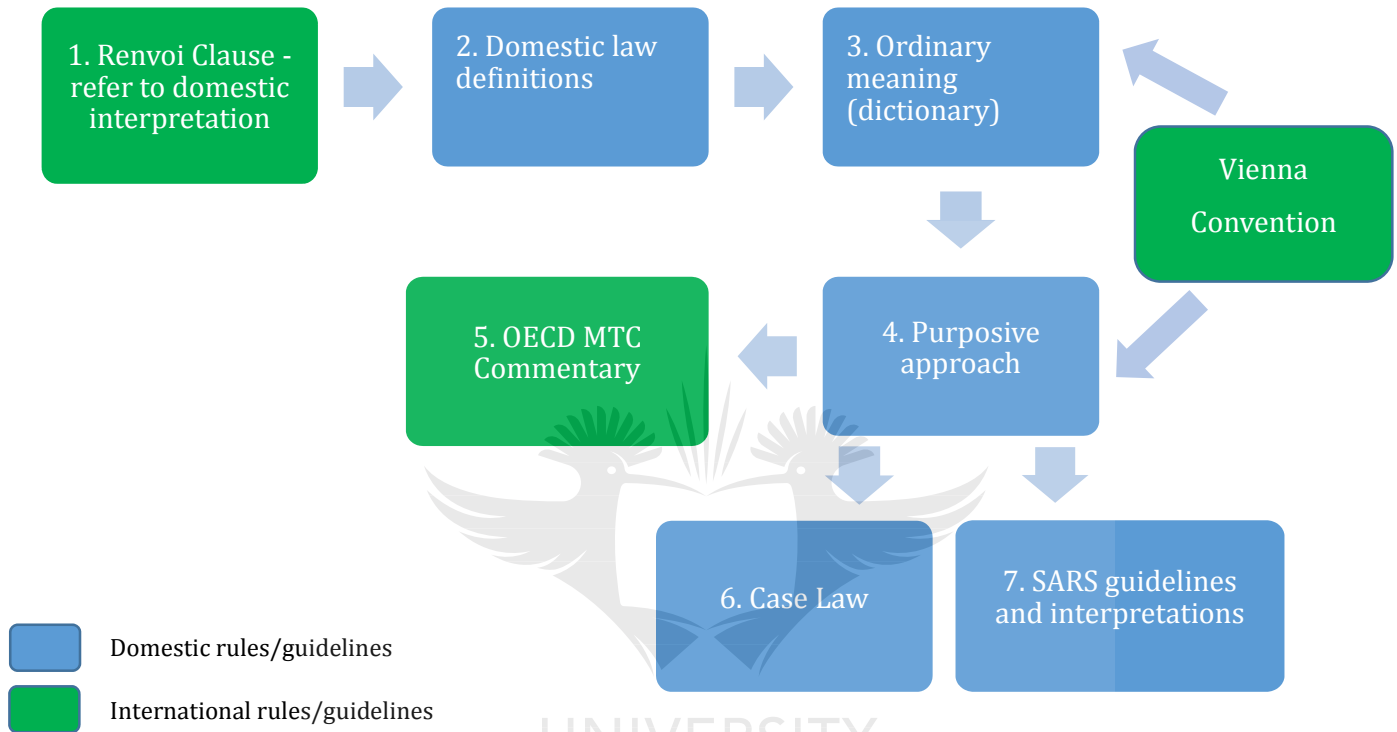 1. Renvoi Clause -
refer to domestic
interpretation
2. Domestic law
definitions
3. Ordinary
meaning
(dictionary)
Vienna
Convention
5. OECD MTC
Commentary
4. Purposive
approach
6. Case Law
7. SARS guidelines
and interpretations
Domestic rules/guidelines
International rules/guidelines
UNIVERSITY